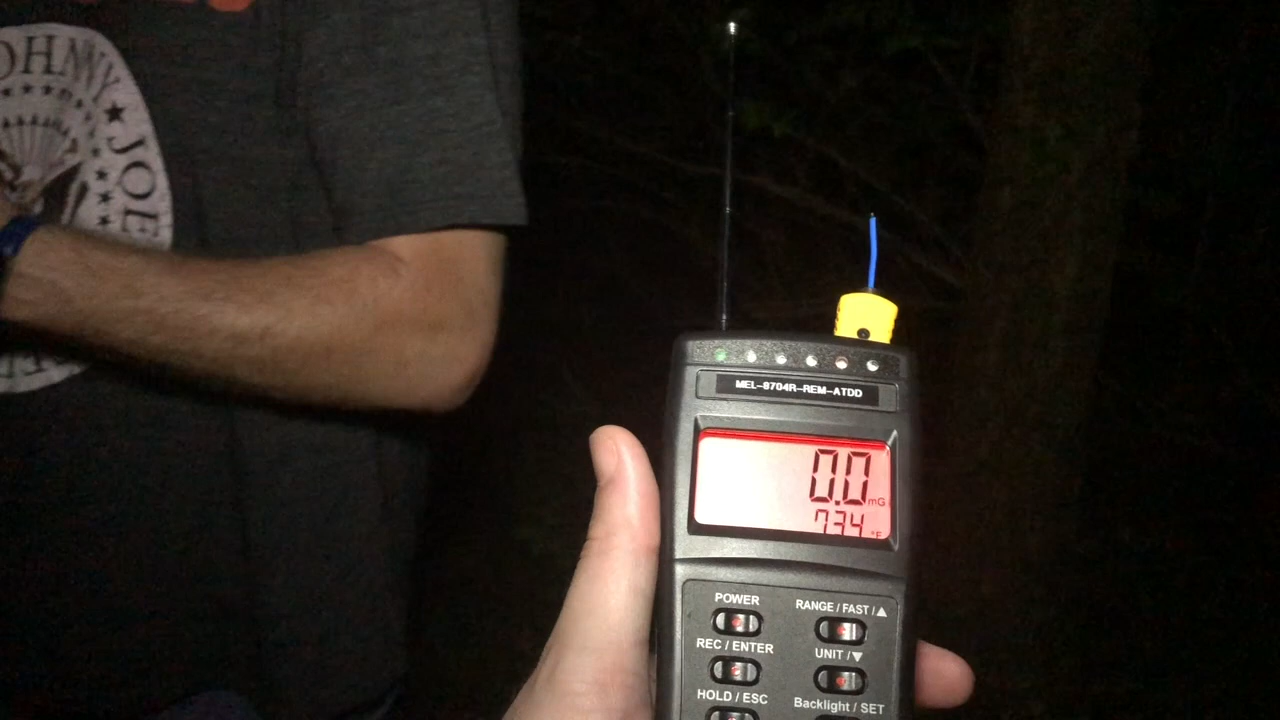 JOHNNY
JOE
MEL-8704R-REM-ATDD
0.0 mG
73.4 °F
POWER
RANGE / FAST / ▲
REC / ENTER
UNIT / ▼
HOLD / ESC
Backlight / SET